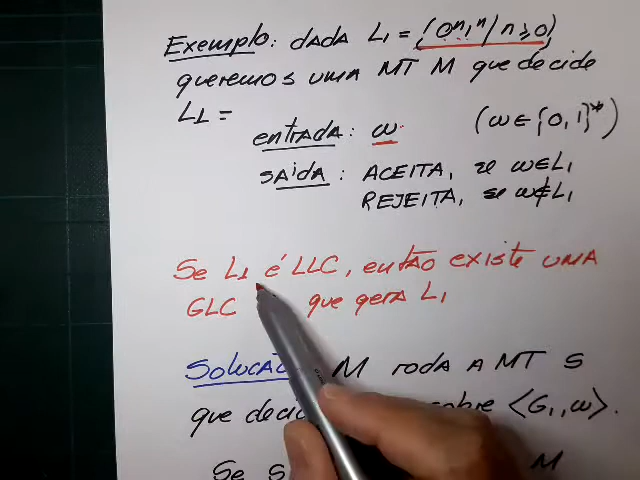 Exemplo: dada L1 = {0ⁿ1ⁿ/n≥0}
queremos uma MT M que decide
L1=
entrada: ω (ω∈{0,1}*)
saída: ACEITA, se ω∈L1
REJEITA, se ω∉L1
Se L1 é LLC, então existe uma
GLC que gera L1
Solução M roda a MT S
que sobre ⟨G1, ω⟩.
Se S M